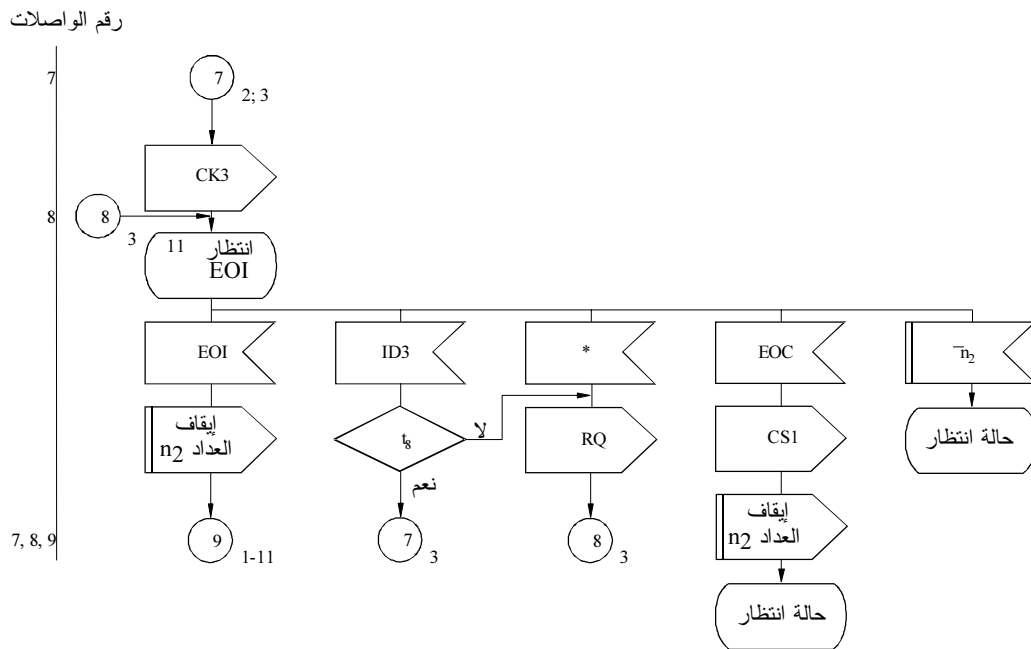 رقم الواصلات
7
7
2; 3
CK3
8
8
3
11
انتظار
EOI
EOI
ID3
*
EOC
n̅2
إيقاف
العداد n2
t8
لا
نعم
RQ
CS1
حالة انتظار
7, 8, 9
9
1-11
7
3
8
3
إيقاف
العداد n2
حالة انتظار